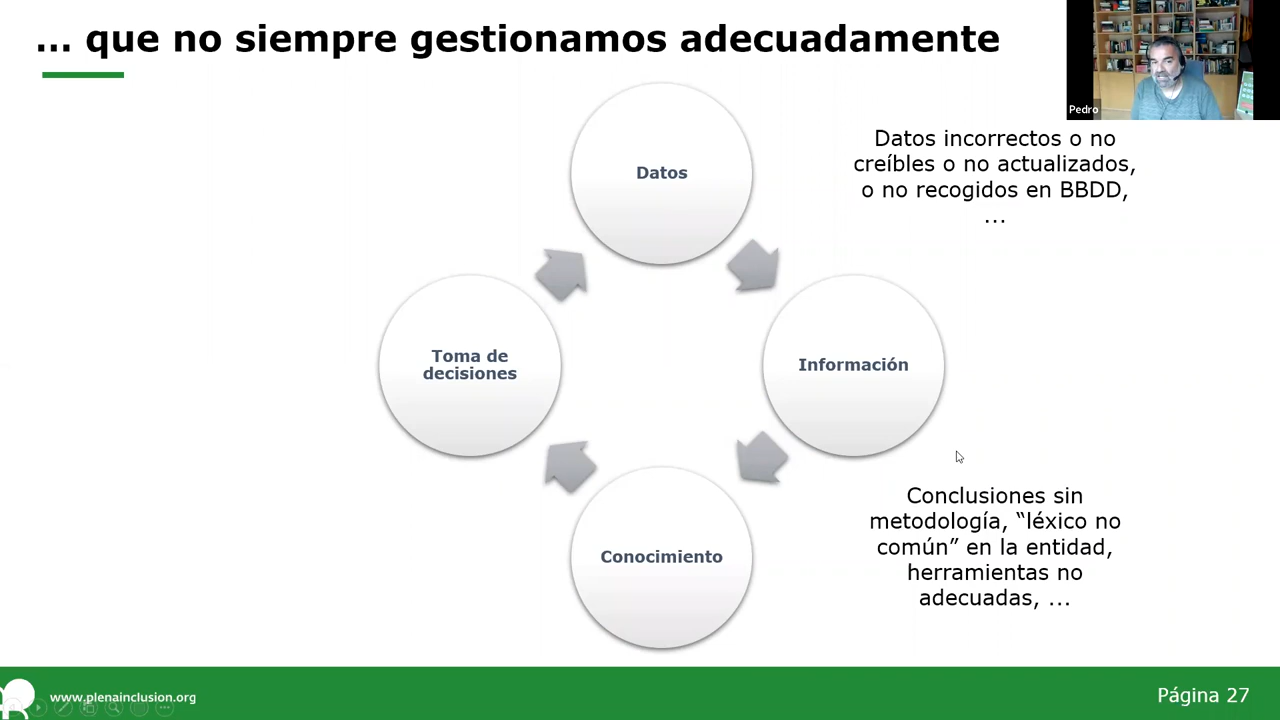 ... que no siempre gestionamos adecuadamente
Pedro
Datos
Datos incorrectos o no
creíbles o no actualizados,
o no recogidos en BBDD,
...
Toma de
decisiones
Información
Conocimiento
Conclusiones sin
metodología, “léxico no
común” en la entidad,
herramientas no
adecuadas, ...
www.plenainclusion.org
Página 27